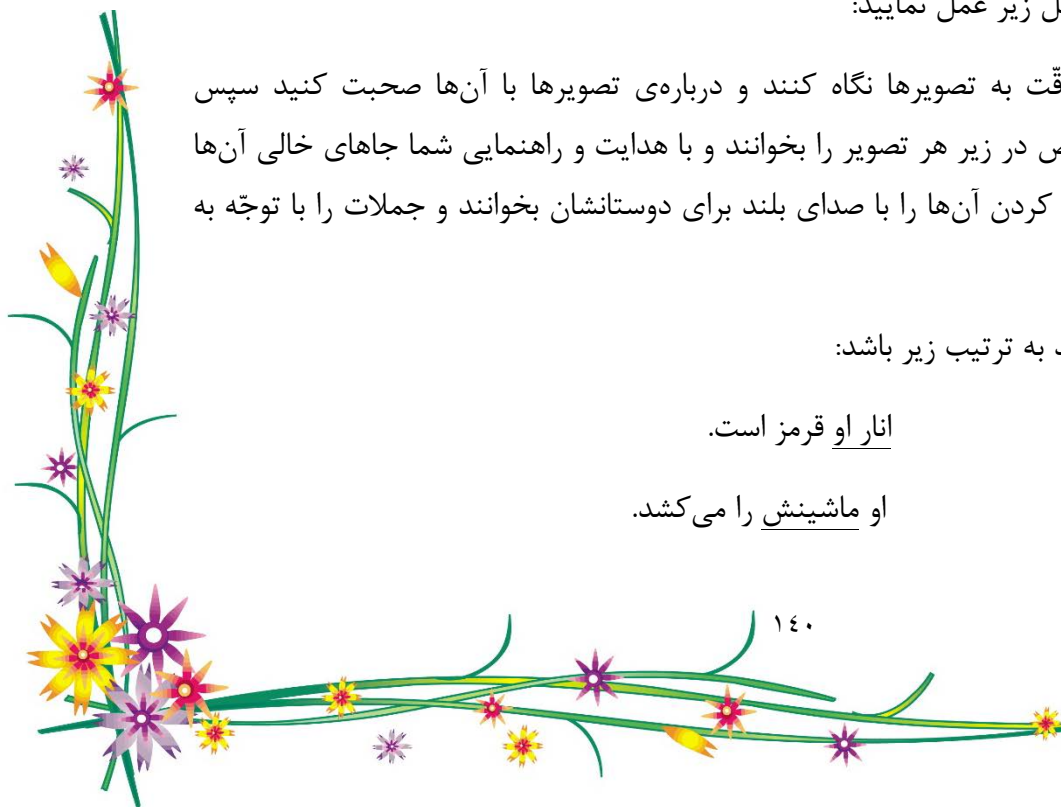 زیر عمل نمایید:
به تصویرها نگاه کنند و درباره‌ی تصویرها با آن‌ها صحبت کنید سپس
در زیر هر تصویر را بخوانند و با هدایت و راهنمایی شما جاهای خالی آن‌ها
کردن آن‌ها را با صدای بلند برای دوستانشان بخوانند و جملات را با توجّه به
به ترتیب زیر باشد:
انار او قرمز است.
او ماشینش را می‌کشد.
۱٤۰